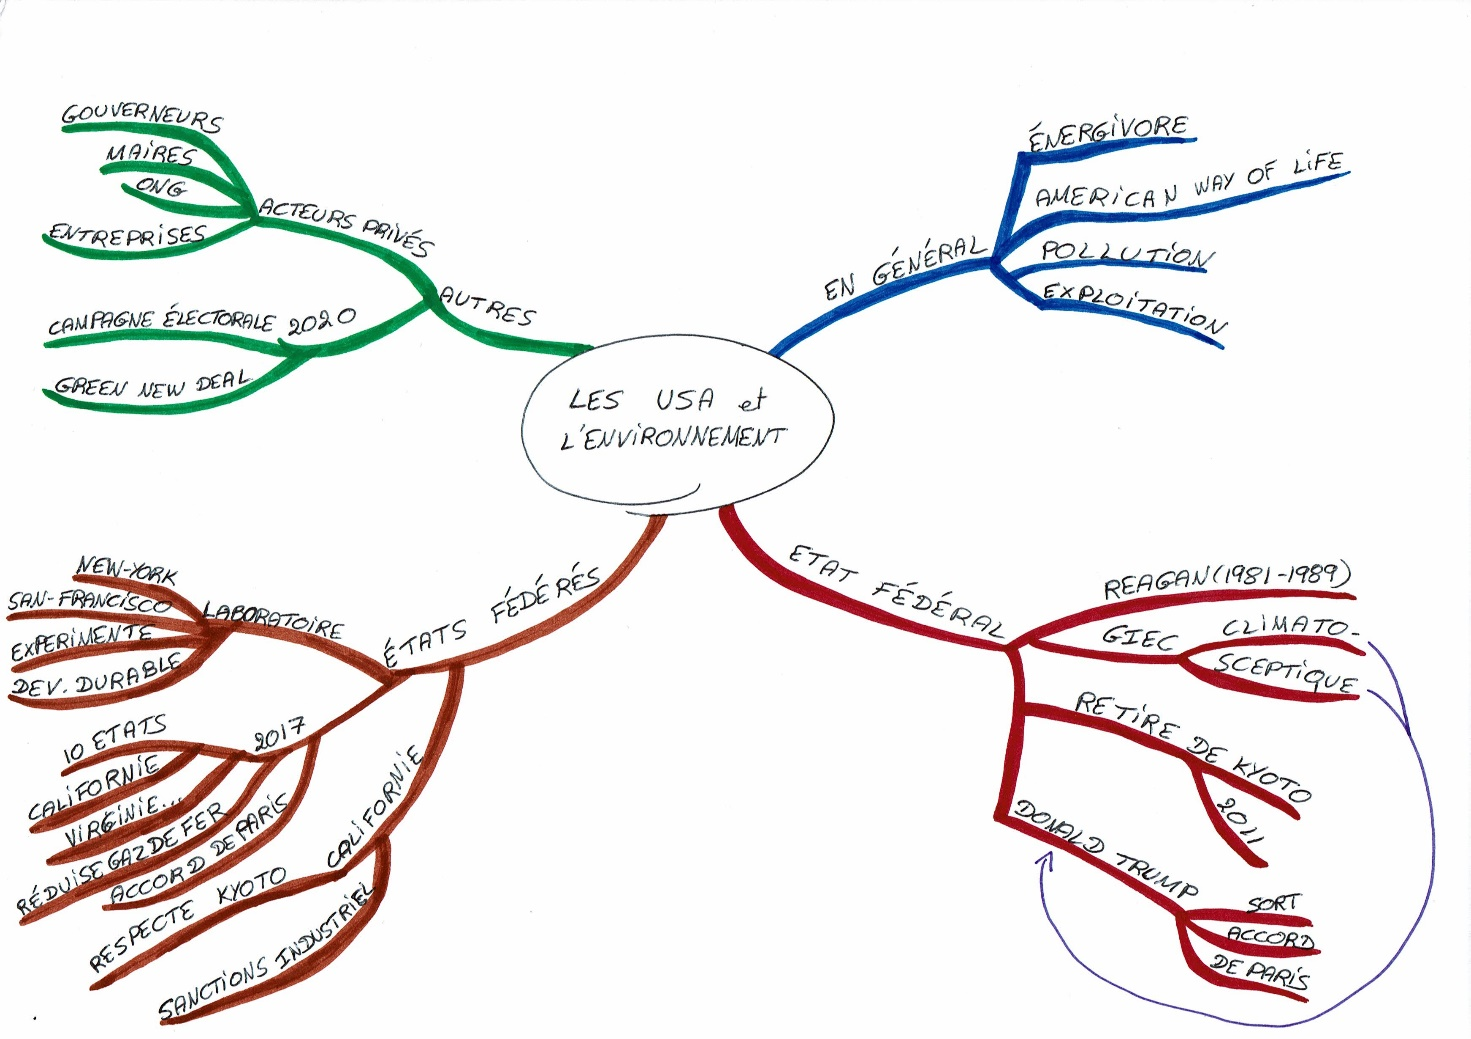 LES USA et
L'ENVIRONNEMENT
EN GÉNÉRAL
ÉNERGIVORE
AMERICAN WAY OF LIFE
POLLUTION
EXPLOITATION
ETAT FÉDÉRAL
REAGAN (1981-1989)
GIEC
CLIMATO-
SCEPTIQUE
RETIRE DE KYOTO
2011
DONALD TRUMP
SORT
ACCORD
DE PARIS
ÉTATS FÉDÉRÉS
CALIFORNIE
RESPECTE KYOTO
SANCTIONS INDUSTRIEL
2017
10 ETATS
CALIFORNIE
VIRGINIE...
RÉDUISE GAZ DE FER
ACCORD DE PARIS
LABORATOIRE
NEW-YORK
SAN-FRANCISCO
EXPERIMENTE
DEV. DURABLE
AUTRES
ACTEURS PRIVÉS
GOUVERNEURS
MAIRES
ONG
ENTREPRISES
CAMPAGNE ÉLECTORALE 2020
GREEN NEW DEAL